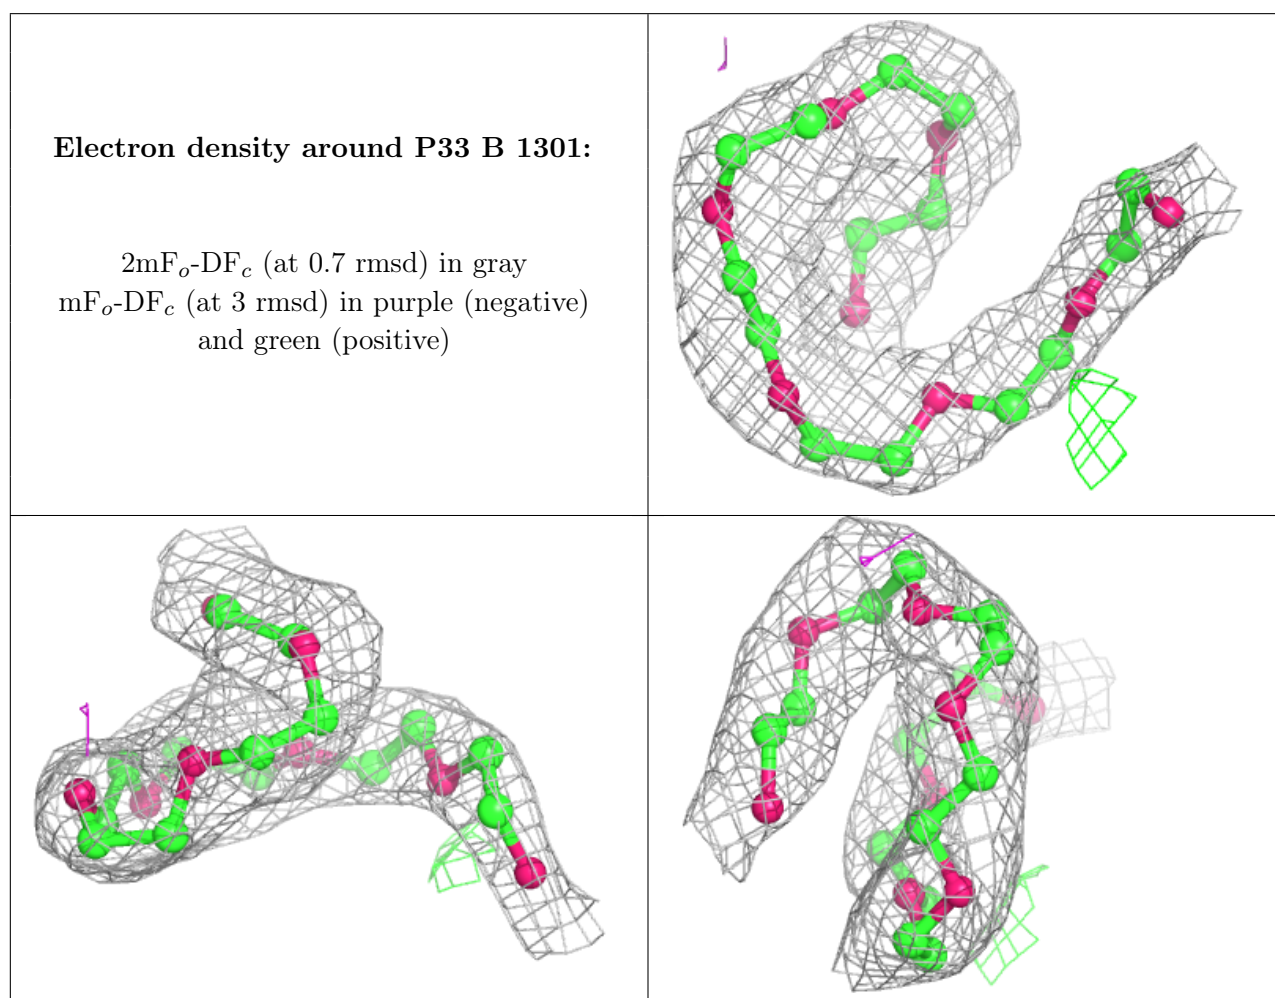 Electron density around P33 B 1301:
2mFo-DFc (at 0.7 rmsd) in gray
mFo-DFc (at 3 rmsd) in purple (negative)
and green (positive)